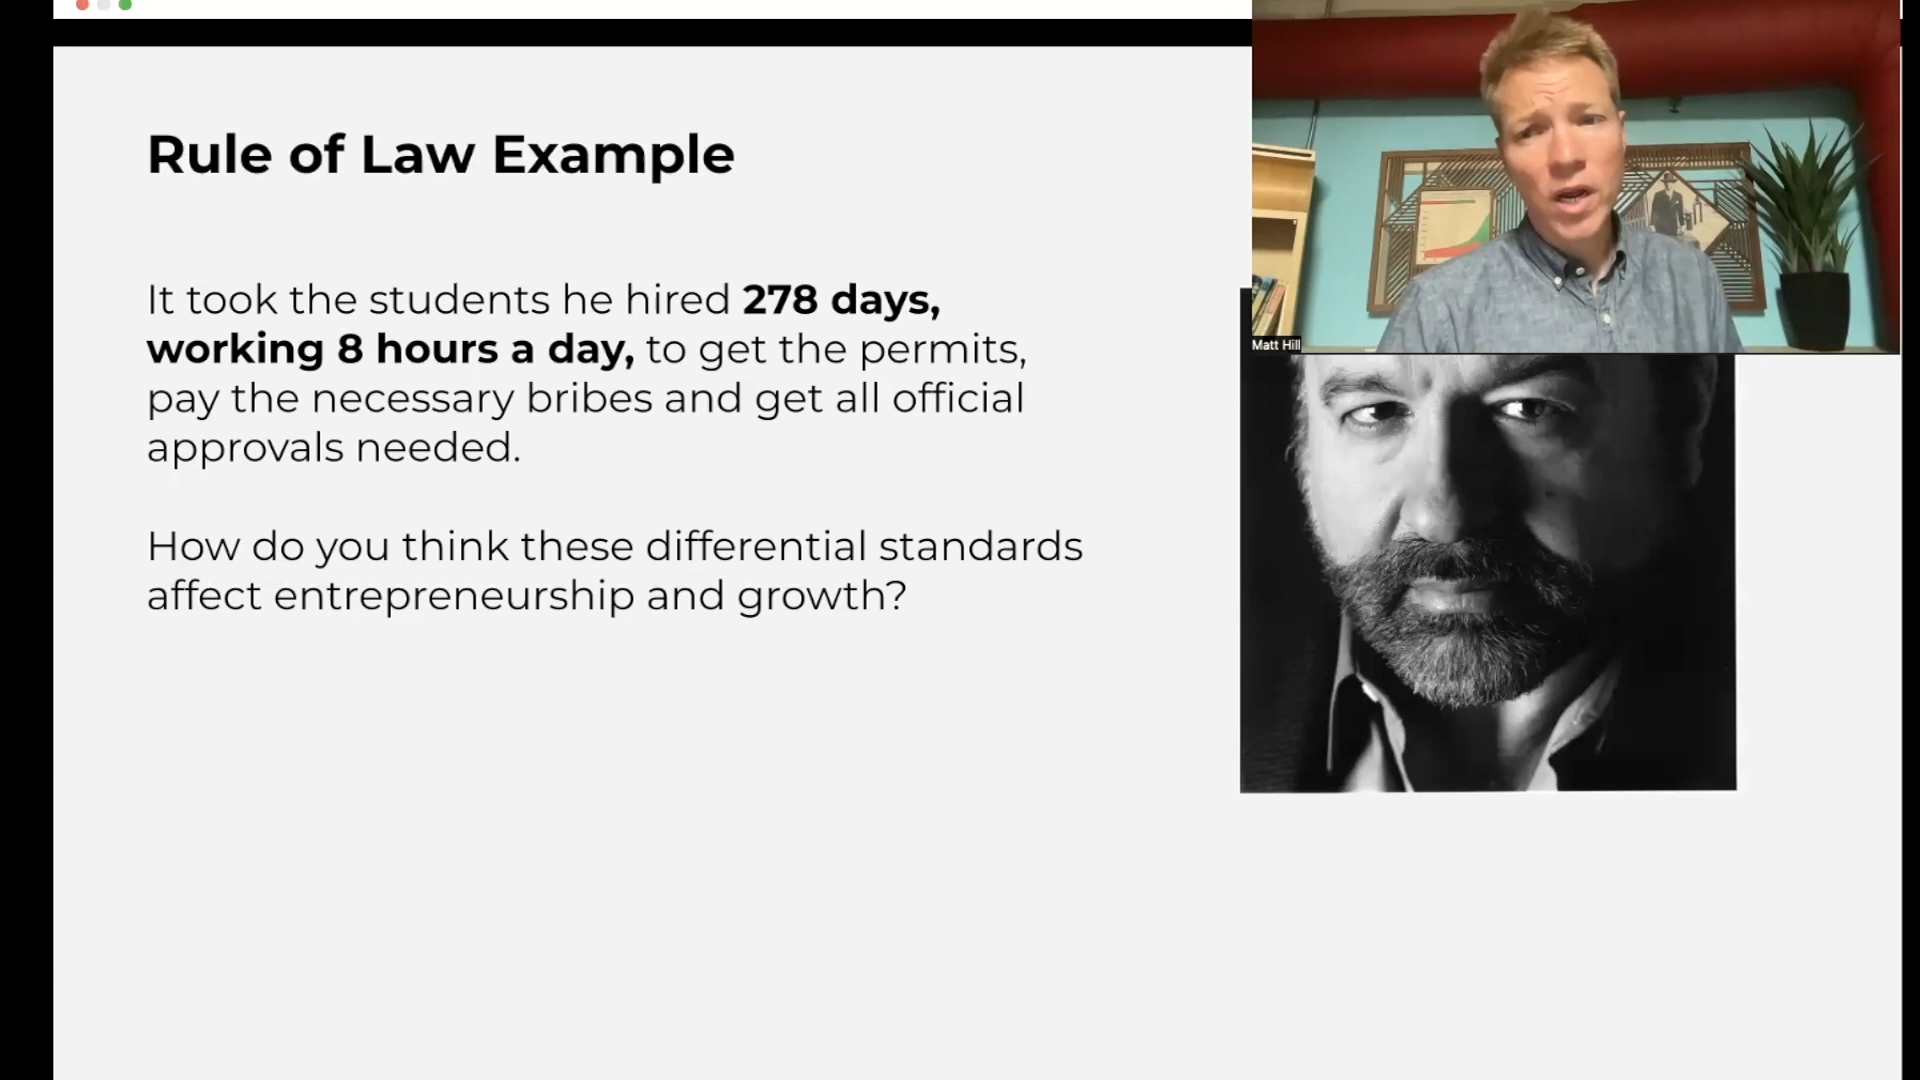 Rule of Law Example
It took the students he hired 278 days,
working 8 hours a day, to get the permits,
pay the necessary bribes and get all official
approvals needed.
How do you think these differential standards
affect entrepreneurship and growth?
Matt Hill